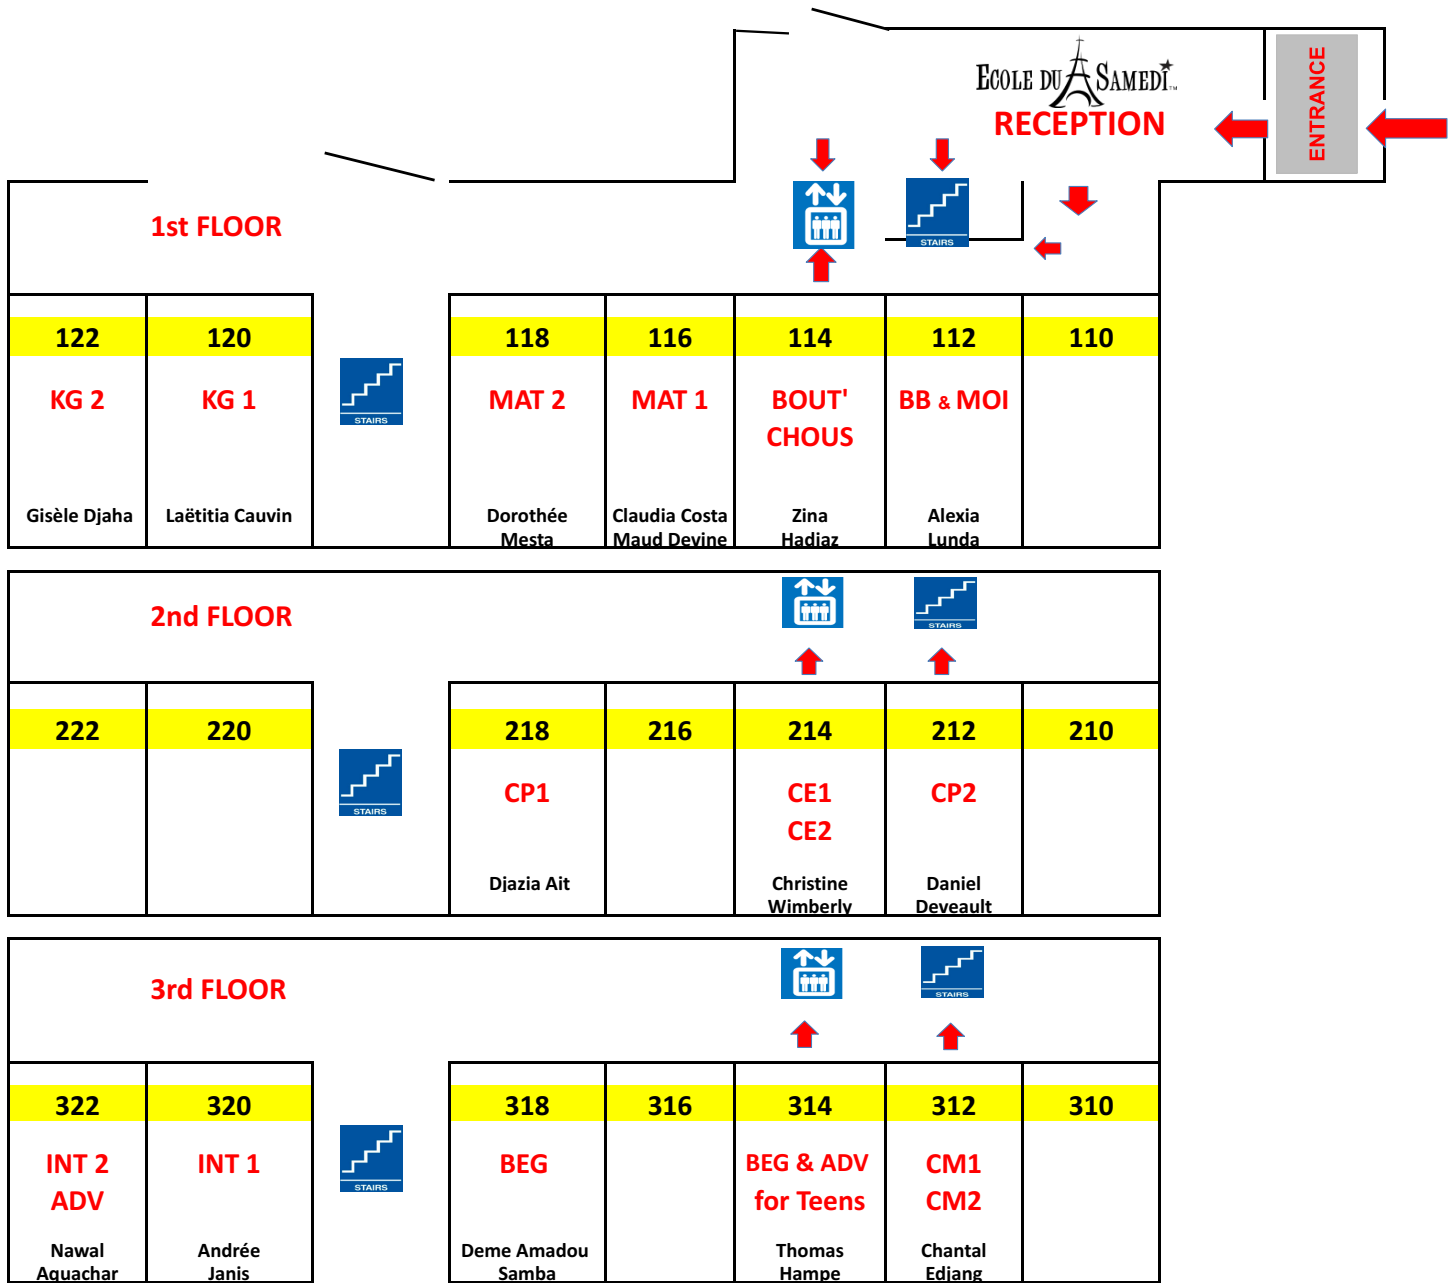 ECOLE DU SAMEDI™
RECEPTION
ENTRANCE
STAIRS
1st FLOOR
122 120 118 116 114 112 110
KG 2 KG 1 MAT 2 MAT 1 BOUT' BB & MOI
CHOUS
STAIRS
Gisèle Djaha Laëtitia Cauvin Dorothée Claudia Costa Zina Alexia
Mesta Maud Devine Hadjaz Lunda
2nd FLOOR
STAIRS
222 220 218 216 214 212 210
STAIRS
CP1 CE1 CP2
CE2
Djazia Ait Christine Daniel
Wimberly Deveault
3rd FLOOR
STAIRS
322 320 318 316 314 312 310
INT 2 INT 1 BEG BEG & ADV CM1
STAIRS
ADV for Teens CM2
Nawal Andrée Deme Amadou Thomas Chantal
Aquachar Janis Samba Hampe Edjang